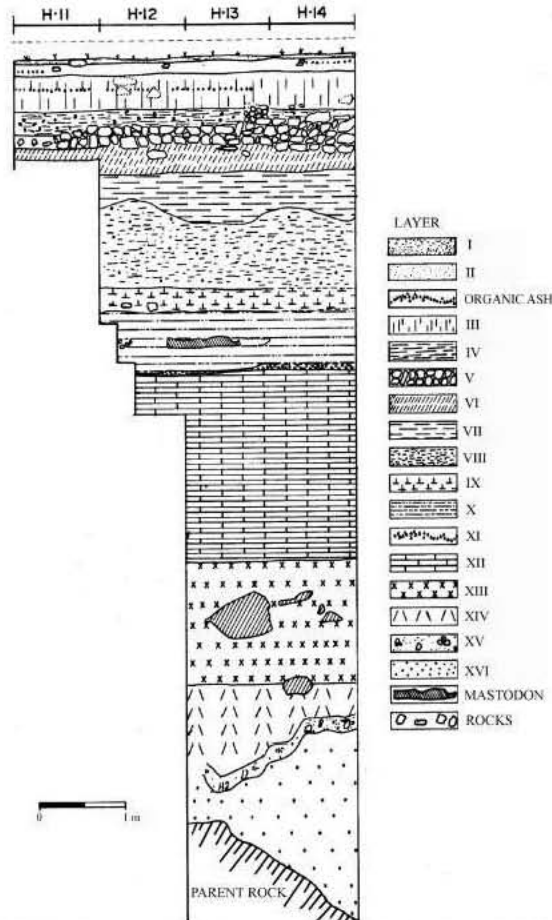 H-11 H-12 H-13 H-14
LAYER
I
II
ORGANIC ASH
III
IV
V
VI
VII
VIII
IX
X
XI
XII
XIII
XIV
XV
XVI
MASTODON
ROCKS
0 1 m
PARENT ROCK